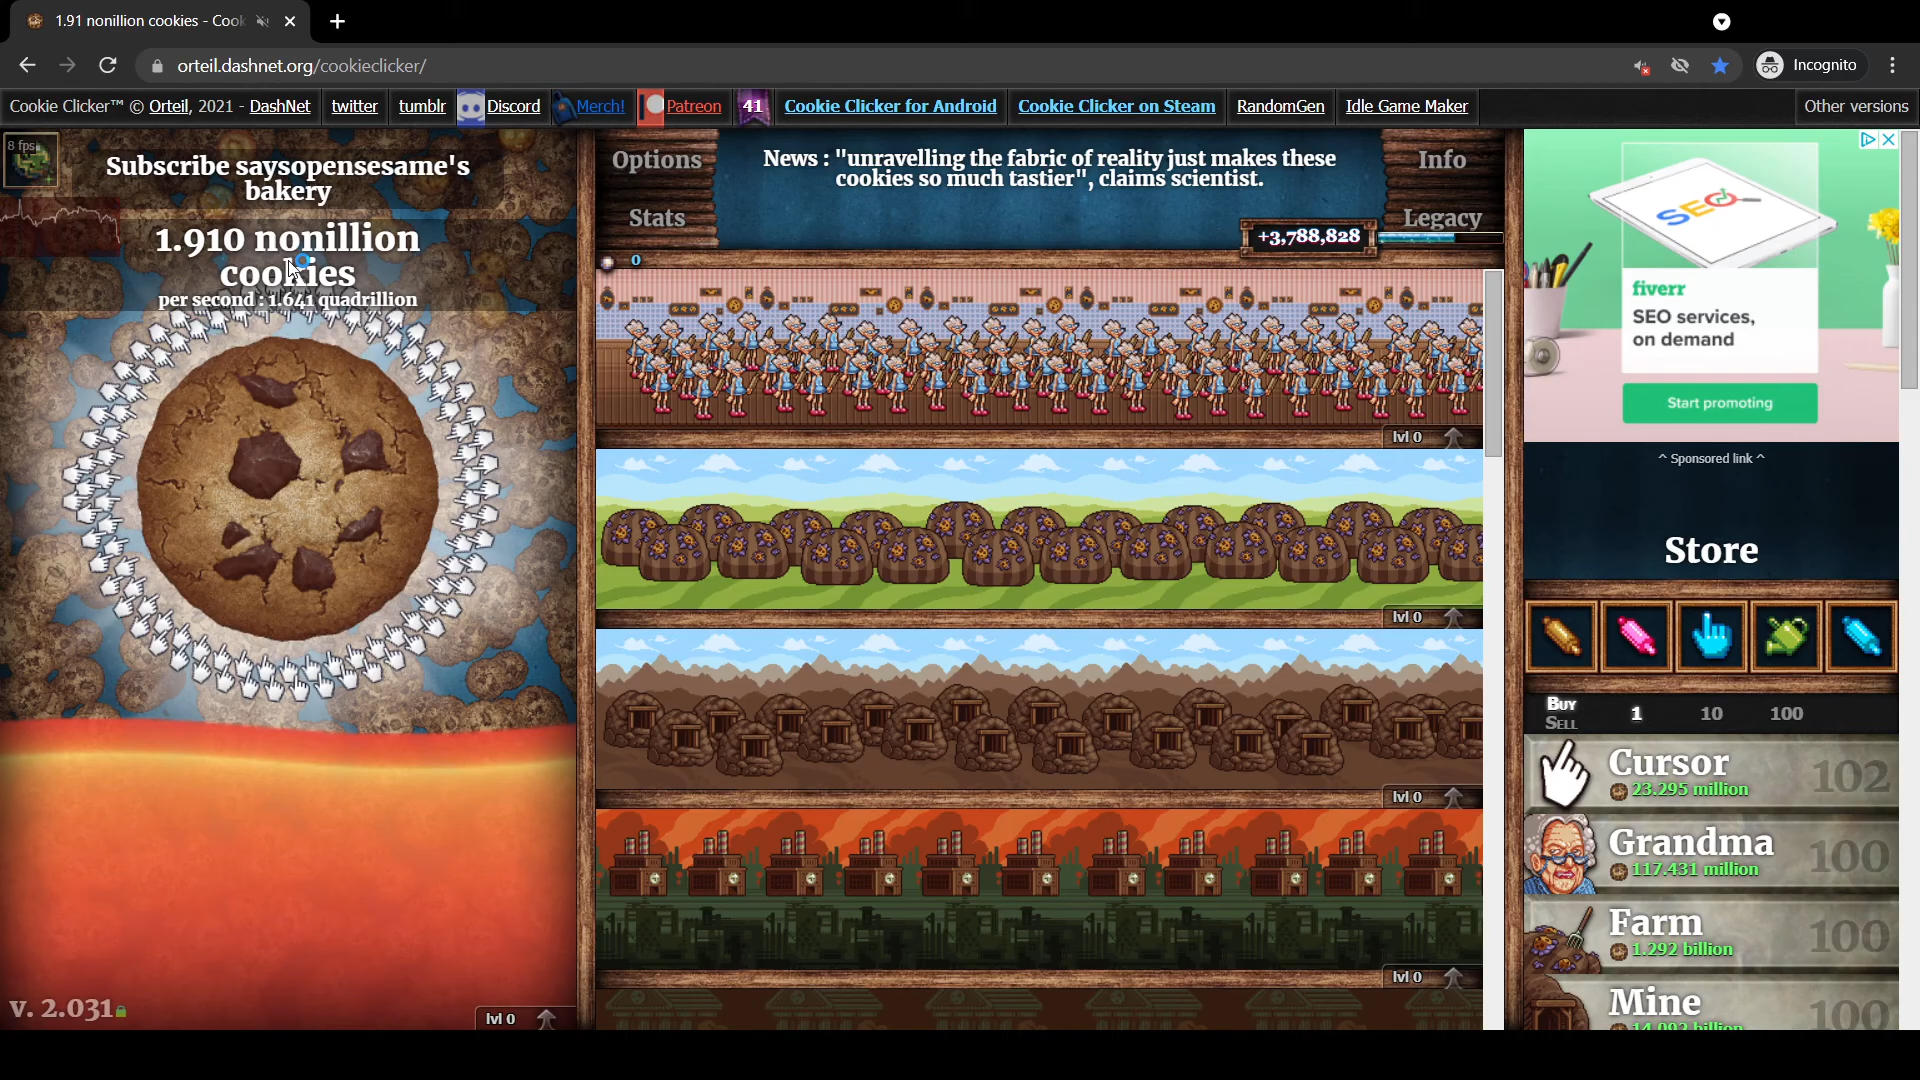 1.91 nonillion cookies - Cook
orteil.dashnet.org/cookieclicker/
Incognito
Cookie Clicker™ © Orteil, 2021 - DashNet
twitter
tumblr
Discord
Merch!
Patreon
41
Cookie Clicker for Android
Cookie Clicker on Steam
RandomGen
Idle Game Maker
Other versions
8 fps
Subscribe saysopensesame's
bakery
1.910 nonillion
cookies
per second : 1.641 quadrillion
v. 2.031
lvl 0
Options
Stats
News : "unravelling the fabric of reality just makes these
cookies so much tastier", claims scientist.
Info
Legacy
+3,788,828
0
lvl 0
lvl 0
lvl 0
lvl 0
SEO
fiverr
SEO services,
on demand
Start promoting
^ Sponsored link ^
Store
Buy
Sell
1
10
100
Cursor
23.295 million
102
Grandma
117.431 million
100
Farm
1.292 billion
100
Mine
14.092 billion
100